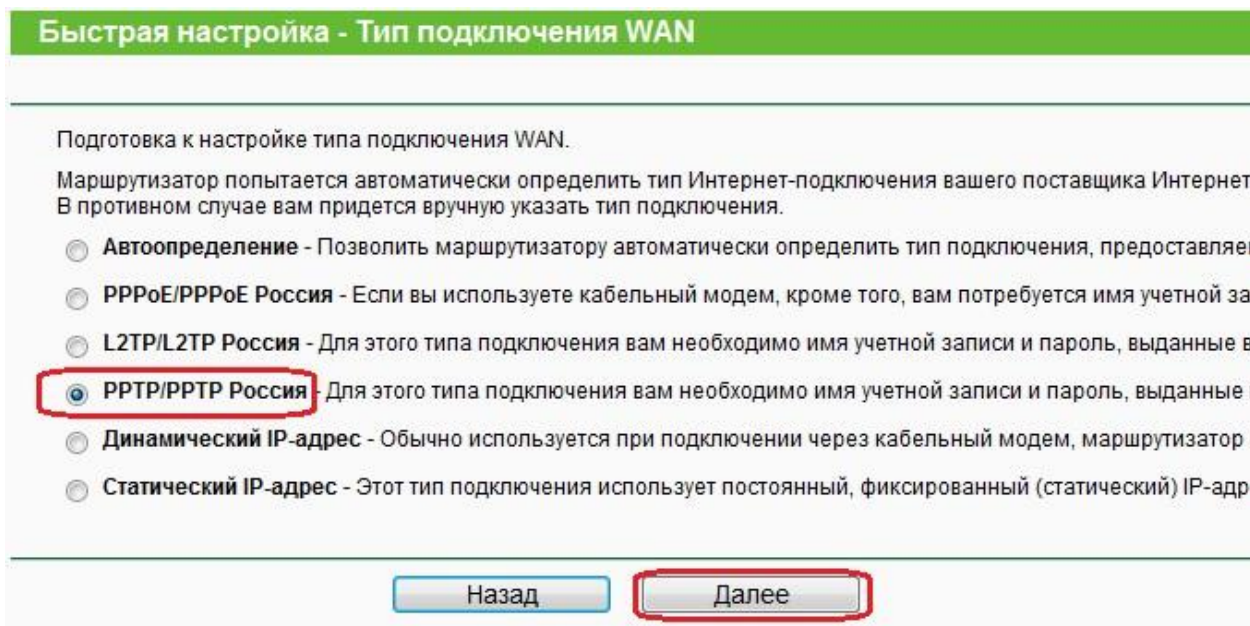 Быстрая настройка - Тип подключения WAN
Подготовка к настройке типа подключения WAN.
Маршрутизатор попытается автоматически определить тип Интернет-подключения вашего поставщика Интернет
В противном случае вам придется вручную указать тип подключения.
Автоопределение - Позволить маршрутизатору автоматически определить тип подключения, предоставляе
PPPoE/PPPoE Россия - Если вы используете кабельный модем, кроме того, вам потребуется имя учетной за
L2TP/L2TP Россия - Для этого типа подключения вам необходимо имя учетной записи и пароль, выданные в
PPTP/PPTP Россия - Для этого типа подключения вам необходимо имя учетной записи и пароль, выданные
Динамический IP-адрес - Обычно используется при подключении через кабельный модем, маршрутизатор
Статический IP-адрес - Этот тип подключения использует постоянный, фиксированный (статический) IP-адр
Назад Далее